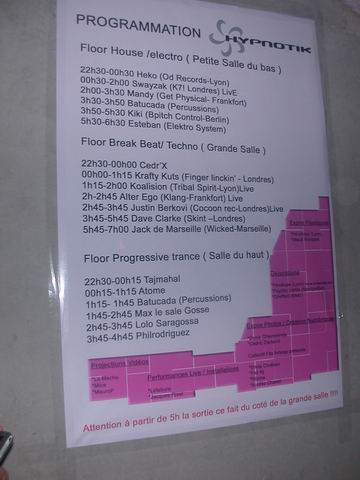 PROGRAMMATION
HYPNOTIK
Floor House /electro ( Petite Salle du bas )
22h30-00h30 Heko (Od Records-Lyon)
00h30-2h00 Swayzak (K7! Londres) LivE
2h00-3h30 Mandy (Get Physical- Frankfort)
3h30-3h50 Batucada (Percussions)
3h50-5h30 Kiki (Bpitch Control-Berlin)
5h30-6h30 Esteban (Elektro System)
Floor Break Beat/ Techno ( Grande Salle )
22h30-00h00 Cedr'X
00h00-1h15 Krafty Kuts (Finger linckin' - Londres)
1h15-2h00 Koalision (Tribal Spirit-Lyon)Live
2h-2h45 Alter Ego (Klang-Frankfort) Live
2h45-3h45 Justin Berkovi (Cocoon rec-Londres)Live
3h45-5h45 Dave Clarke (Skint –Londres)
5h45-7h00 Jack de Marseille (Wicked-Marseille)
Floor Progressive trance ( Salle du haut )
22h30-00h15 Tajmahal
00h15-1h15 Atome
1h15- 1h45 Batucada (Percussions)
1h45-2h45 Max le sale Gosse
2h45-3h45 Lolo Saragossa
3h45-4h45 Philrodriguez
Expos Photos / Création Numériques
Projections Vidéos
Performances Live / Installations
Attention à partir de 5h la sortie ce fait du coté de la grande salle !!!!